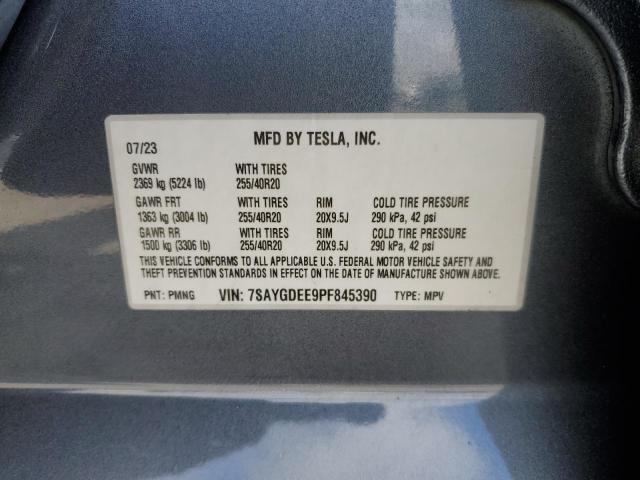 07/23 MFD BY TESLA, INC.
GVWR WITH TIRES
2369 kg (5224 lb) 255/40R20
GAWR FRT WITH TIRES RIM COLD TIRE PRESSURE
1363 kg (3004 lb) 255/40R20 20X9.5J 290 kPa, 42 psi
GAWR RR WITH TIRES RIM COLD TIRE PRESSURE
1500 kg (3306 lb) 255/40R20 20X9.5J 290 kPa, 42 psi
THIS VEHICLE CONFORMS TO ALL APPLICABLE U.S. FEDERAL MOTOR VEHICLE SAFETY AND
THEFT PREVENTION STANDARDS IN EFFECT ON THE DATE OF MANUFACTURE SHOWN ABOVE.
PNT: PMNG VIN: 7SAYGDEE9PF845390 TYPE: MPV